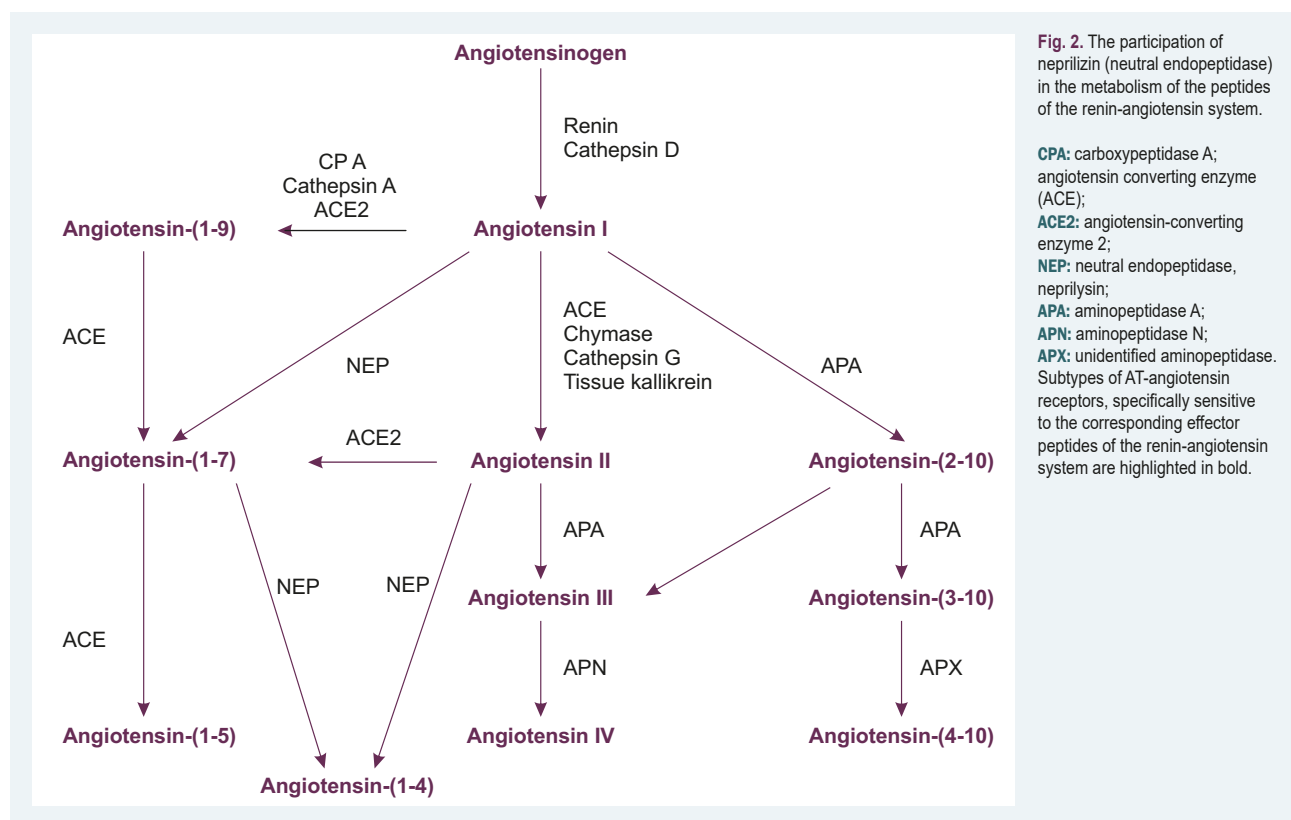 Angiotensinogen
Renin
Cathepsin D
CP A
Cathepsin A
ACE2
Angiotensin-(1-9)
Angiotensin I
ACE
NEP
ACE
Chymase
Cathepsin G
Tissue kallikrein
APA
Angiotensin-(1-7)
ACE2
Angiotensin II
Angiotensin-(2-10)
APA
APA
NEP
NEP
Angiotensin III
Angiotensin-(3-10)
ACE
APN
APX
Angiotensin-(1-5)
Angiotensin IV
Angiotensin-(4-10)
Angiotensin-(1-4)
Fig. 2. The participation of
neprilizin (neutral endopeptidase)
in the metabolism of the peptides
of the renin-angiotensin system.
CPA: carboxypeptidase A;
angiotensin converting enzyme
(ACE);
ACE2: angiotensin-converting
enzyme 2;
NEP: neutral endopeptidase,
neprilysin;
APA: aminopeptidase A;
APN: aminopeptidase N;
APX: unidentified aminopeptidase.
Subtypes of AT-angiotensin
receptors, specifically sensitive
to the corresponding effector
peptides of the renin-angiotensin
system are highlighted in bold.